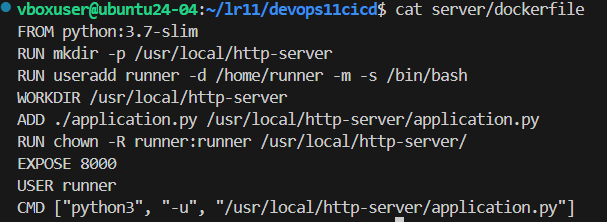 vboxuser@ubuntu24-04:~/lr11/devops11cicd$ cat server/dockerfile
FROM python:3.7-slim
RUN mkdir -p /usr/local/http-server
RUN useradd runner -d /home/runner -m -s /bin/bash
WORKDIR /usr/local/http-server
ADD ./application.py /usr/local/http-server/application.py
RUN chown -R runner:runner /usr/local/http-server/
EXPOSE 8000
USER runner
CMD ["python3", "-u", "/usr/local/http-server/application.py"]